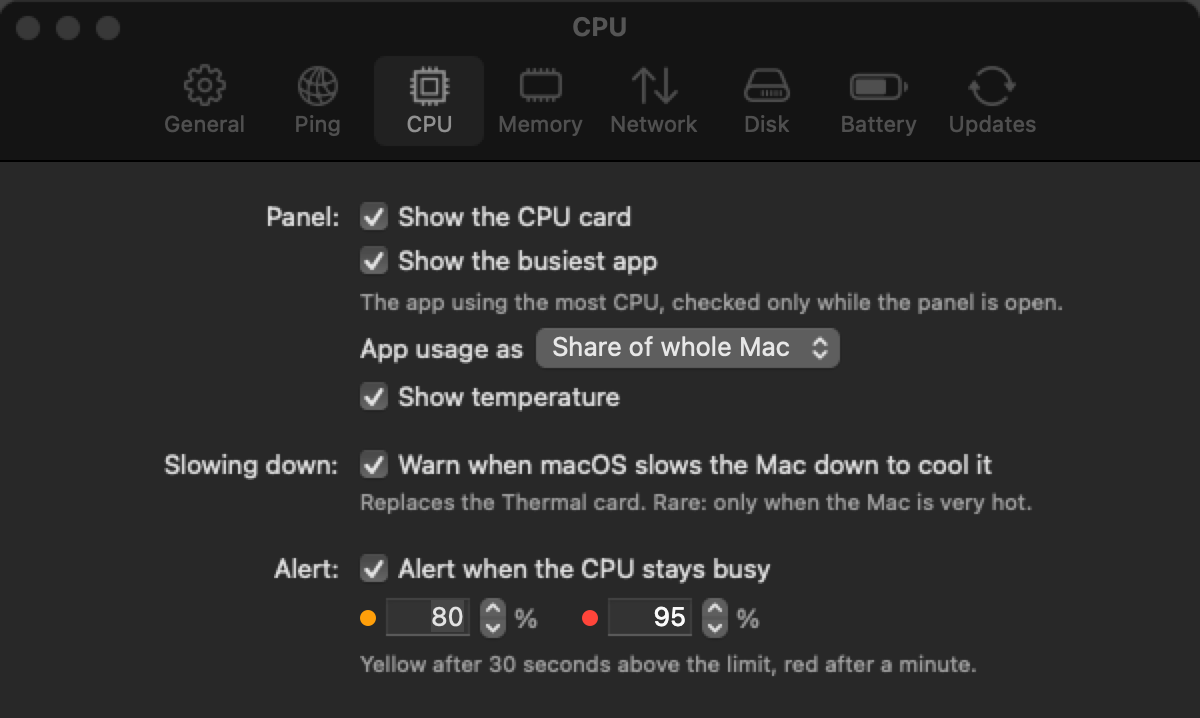 CPU
General Ping CPU Memory Network Disk Battery Updates
Panel: Show the CPU card
Show the busiest app
The app using the most CPU, checked only while the panel is open.
App usage as Share of whole Mac
Show temperature
Slowing down: Warn when macOS slows the Mac down to cool it
Replaces the Thermal card. Rare: only when the Mac is very hot.
Alert: Alert when the CPU stays busy
80 % 95 %
Yellow after 30 seconds above the limit, red after a minute.